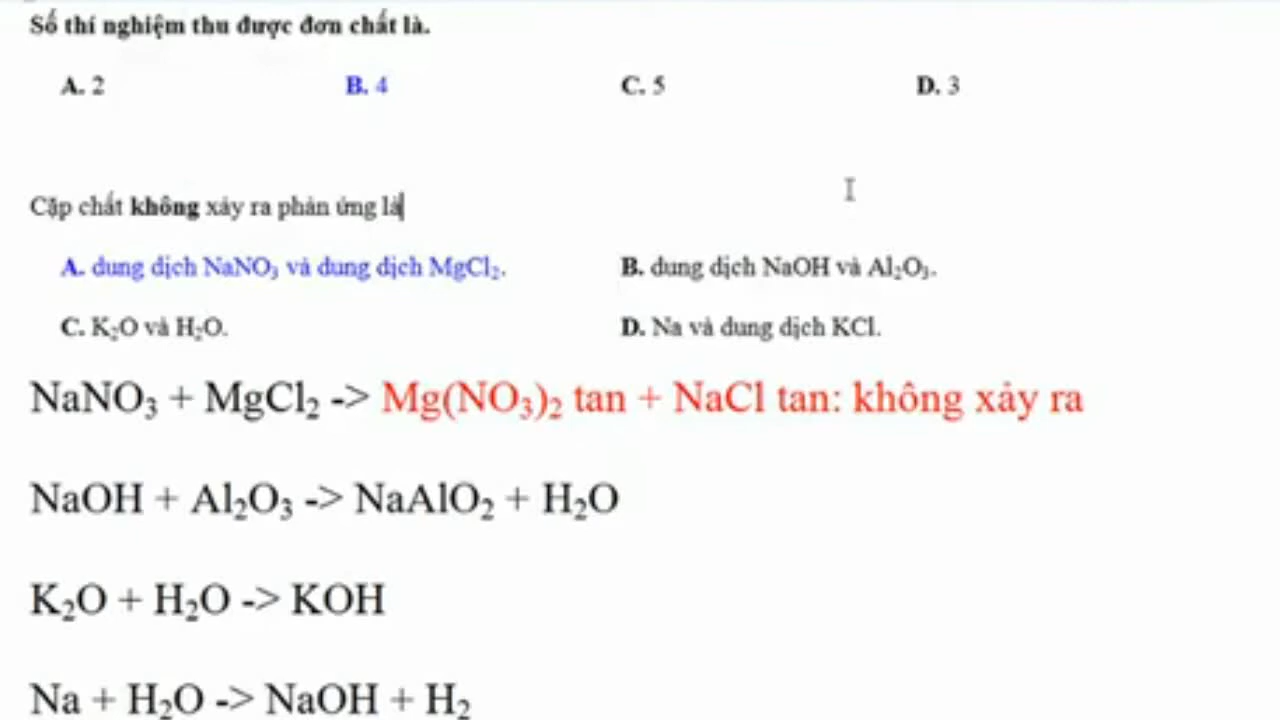 Số thí nghiệm thu được đơn chất là.
A. 2 B. 4 C. 5 D. 3
Cặp chất không xảy ra phản ứng là
A. dung dịch NaNO₃ và dung dịch MgCl₂. B. dung dịch NaOH và Al₂O₃.
C. K₂O và H₂O. D. Na và dung dịch KCl.
NaNO₃ + MgCl₂ -> Mg(NO₃)₂ tan + NaCl tan: không xảy ra
NaOH + Al₂O₃ -> NaAlO₂ + H₂O
K₂O + H₂O -> KOH
Na + H₂O -> NaOH + H₂